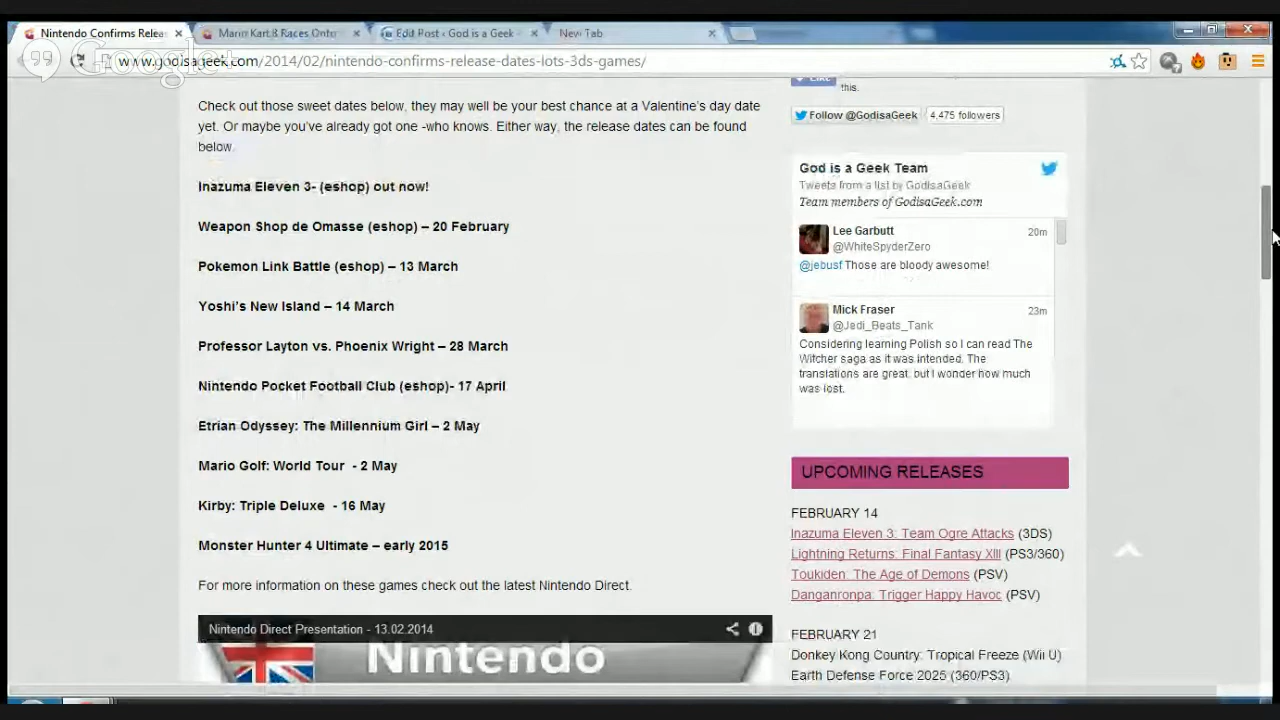 Nintendo Confirms Relea
Mario Kart 8 Races Onto
Edit Post ‹ God is a Geek -
New Tab
Google+
www.godisageek.com/2014/02/nintendo-confirms-release-dates-lots-3ds-games/
Check out those sweet dates below, they may well be your best chance at a Valentine's day date
yet. Or maybe you've already got one -who knows. Either way, the release dates can be found
below.
Inazuma Eleven 3- (eshop) out now!
Weapon Shop de Omasse (eshop) – 20 February
Pokemon Link Battle (eshop) – 13 March
Yoshi's New Island – 14 March
Professor Layton vs. Phoenix Wright – 28 March
Nintendo Pocket Football Club (eshop)- 17 April
Etrian Odyssey: The Millennium Girl – 2 May
Mario Golf: World Tour - 2 May
Kirby: Triple Deluxe - 16 May
Monster Hunter 4 Ultimate – early 2015
For more information on these games check out the latest Nintendo Direct.
Nintendo Direct Presentation - 13.02.2014
Nintendo
Like
this.
Follow @GodisaGeek
4,475 followers
God is a Geek Team
Tweets from a list by GodisaGeek
Team members of GodisaGeek.com
Lee Garbutt
20m
@WhiteSpyderZero
@jebusf Those are bloody awesome!
Mick Fraser
23m
@Jedi_Beats_Tank
Considering learning Polish so I can read The
Witcher saga as it was intended. The
translations are great, but I wonder how much
was lost.
UPCOMING RELEASES
FEBRUARY 14
Inazuma Eleven 3: Team Ogre Attacks (3DS)
Lightning Returns: Final Fantasy XIII (PS3/360)
Toukiden: The Age of Demons (PSV)
Danganronpa: Trigger Happy Havoc (PSV)
FEBRUARY 21
Donkey Kong Country: Tropical Freeze (Wii U)
Earth Defense Force 2025 (360/PS3)